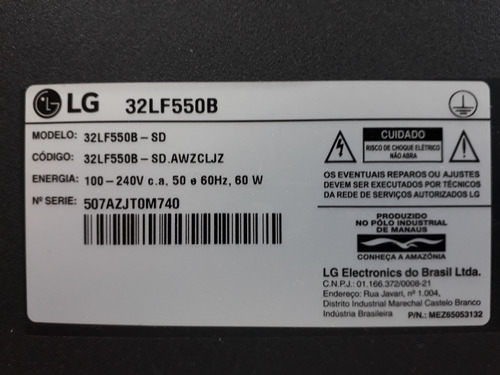 LG 32LF550B
MODELO: 32LF550B-SD
CÓDIGO: 32LF550B-SD.AWZCLJZ
ENERGIA: 100-240V c.a. 50 e 60Hz, 60 W
Nº SERIE: 507AZJT0M740
CUIDADO
RISCO DE CHOQUE ELÉTRICO
NÃO ABRA
OS EVENTUAIS REPAROS OU AJUSTES
DEVEM SER EXECUTADOS POR TÉCNICOS
DA REDE DE SERVIÇOS AUTORIZADOS LG
PRODUZIDO
NO PÓLO INDUSTRIAL
DE MANAUS
CONHEÇA A AMAZÔNIA
LG Electronics do Brasil Ltda.
C.N.P.J.: 01.166.372/0008-21
Endereço: Rua Javari, nº 1.004,
Distrito Industrial Marechal Castelo Branco
Indústria Brasileira P/N.: MEZ65053132